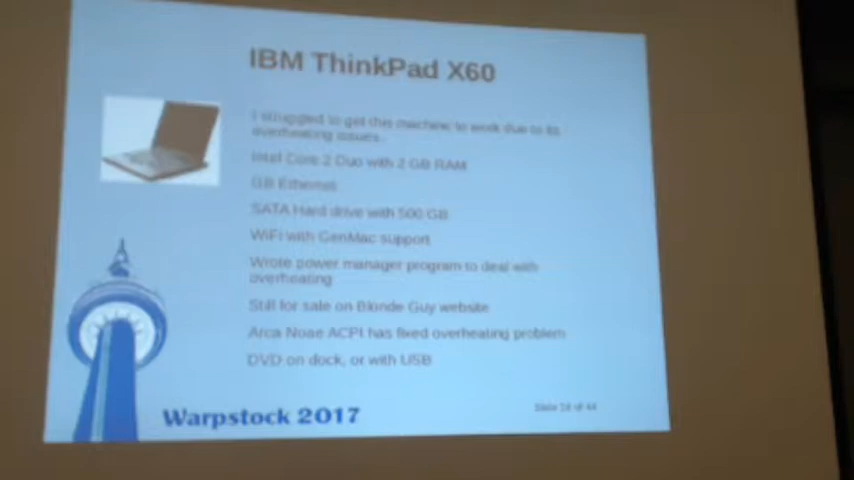 IBM ThinkPad X60
I struggled to get this machine to work due to its
overheating issues.
Intel Core 2 Duo with 2 GB RAM
GB Ethernet
SATA Hard drive with 500 GB
WiFi with GenMac support
Wrote power manager program to deal with
overheating
Still for sale on Blonde Guy website
Arca Noae ACPI has fixed overheating problem
DVD on dock, or with USB
Warpstock 2017
Slide of 44